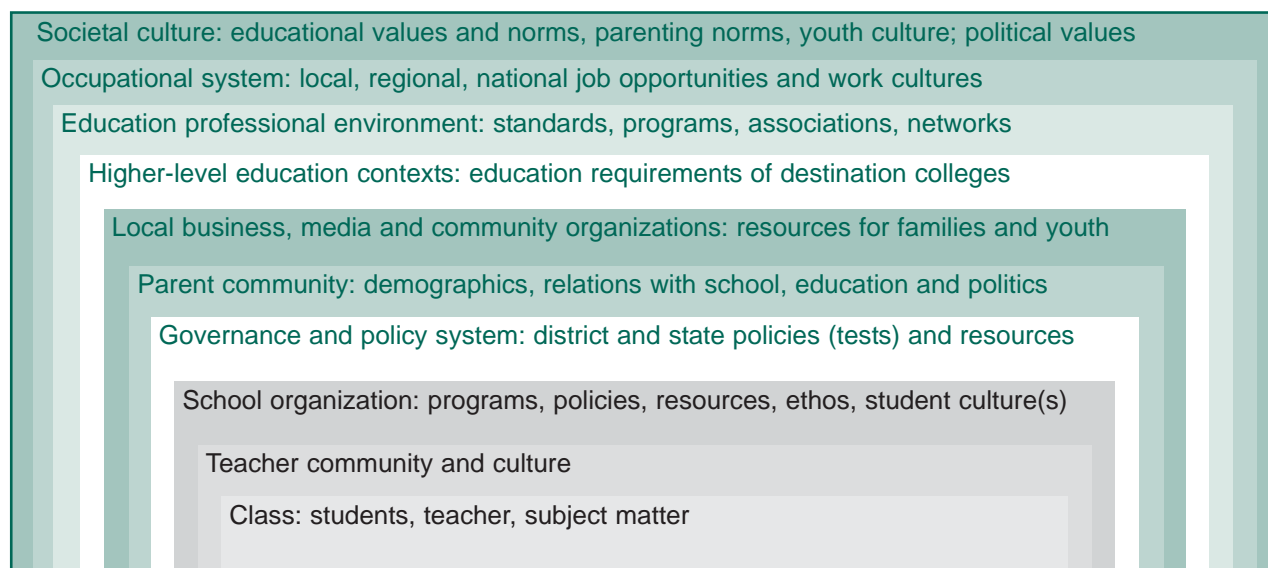 Societal culture: educational values and norms, parenting norms, youth culture; political values
Occupational system: local, regional, national job opportunities and work cultures
Education professional environment: standards, programs, associations, networks
Higher-level education contexts: education requirements of destination colleges
Local business, media and community organizations: resources for families and youth
Parent community: demographics, relations with school, education and politics
Governance and policy system: district and state policies (tests) and resources
School organization: programs, policies, resources, ethos, student culture(s)
Teacher community and culture
Class: students, teacher, subject matter